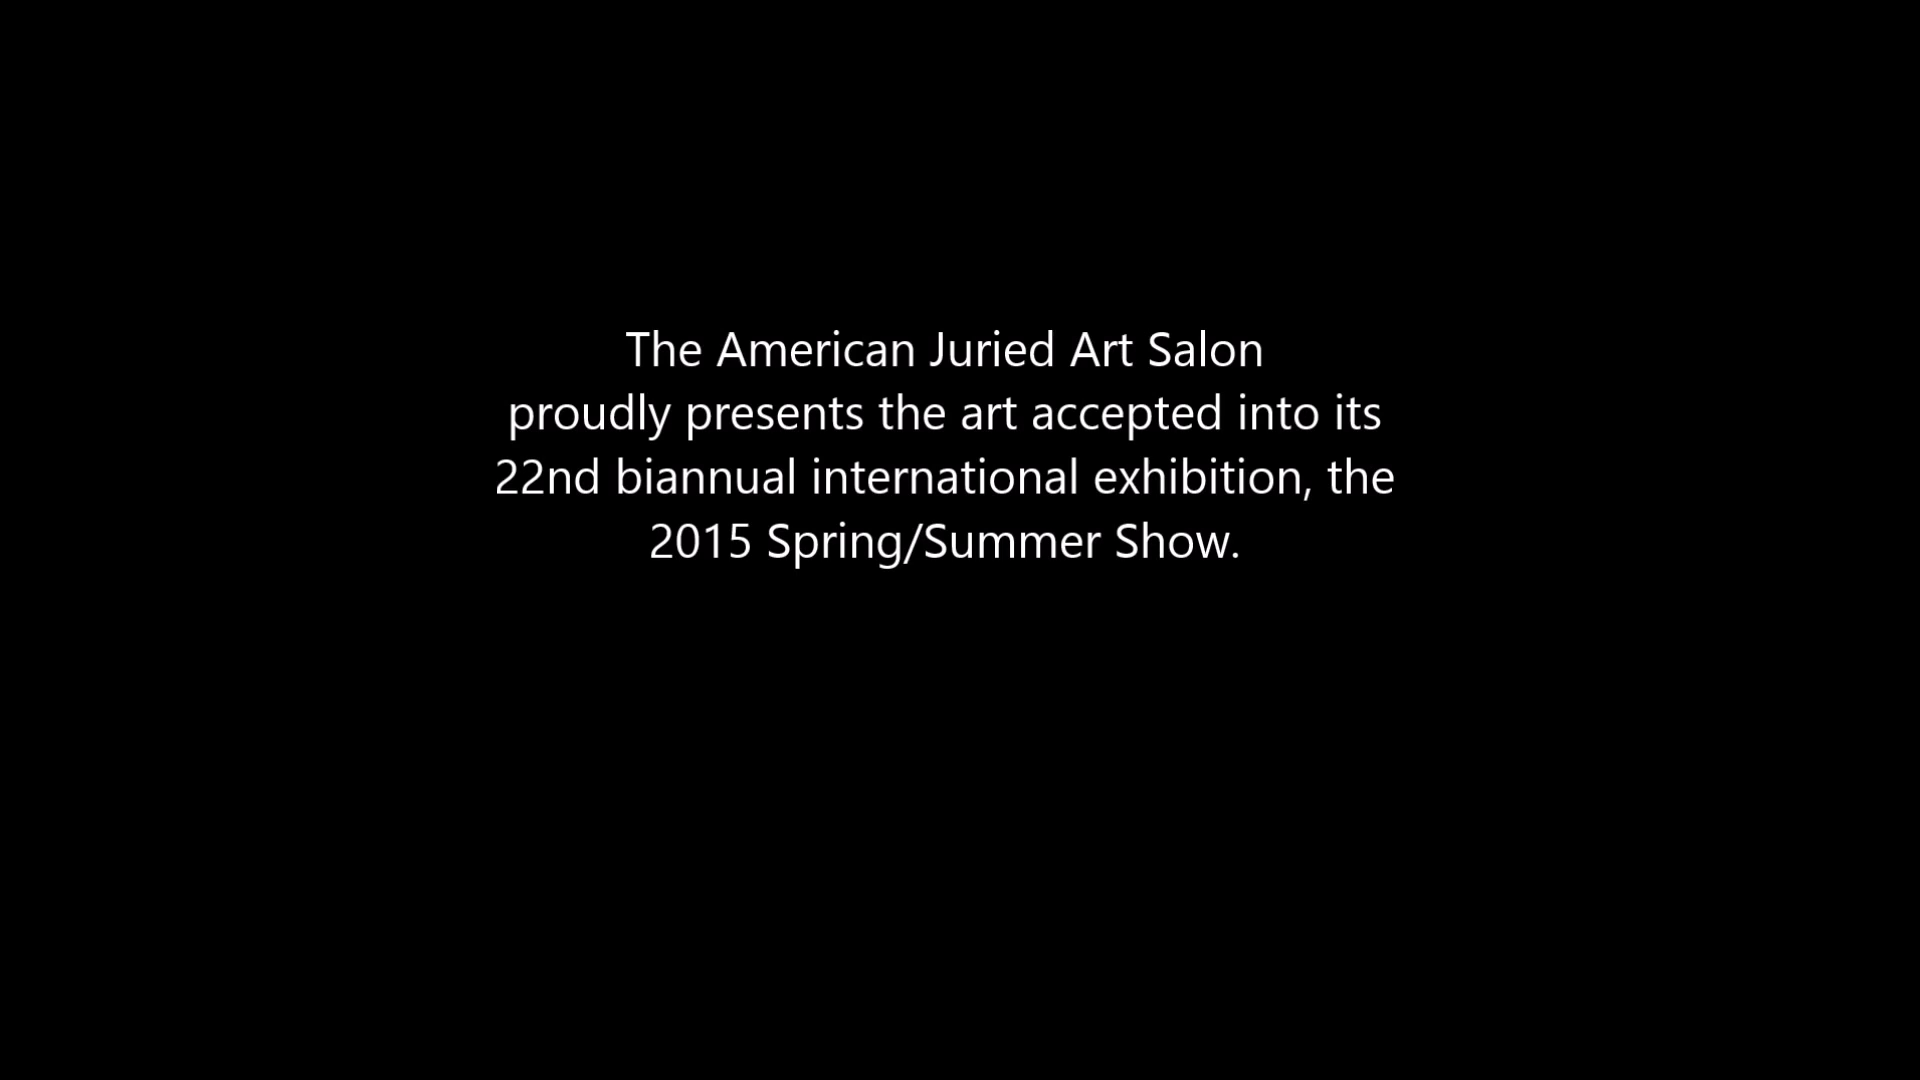 The American Juried Art Salon
proudly presents the art accepted into its
22nd biannual international exhibition, the
2015 Spring/Summer Show.